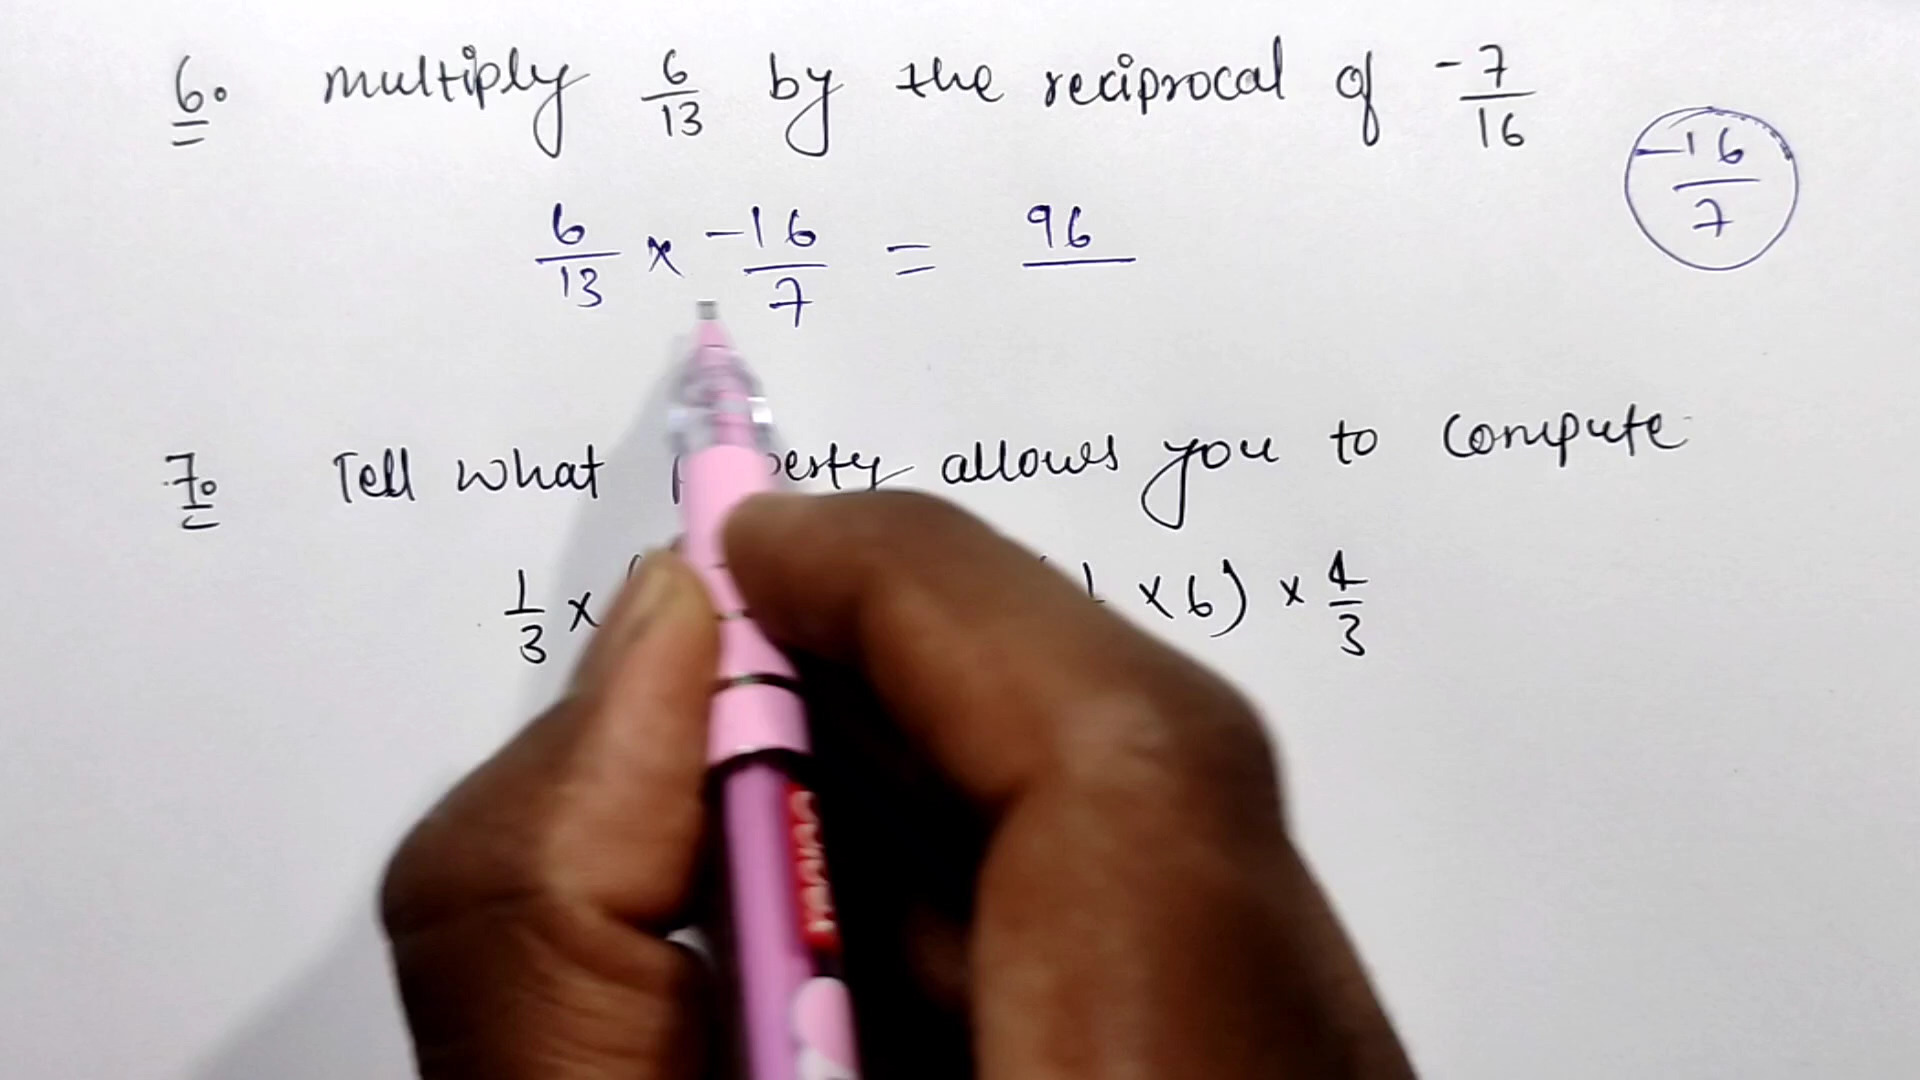 6. multiply 6/13 by the reciprocal of -7/16
-16/7
6/13 × -16/7 = 96
7. Tell what allows you to compute
1/3 × × 6) × 4/3